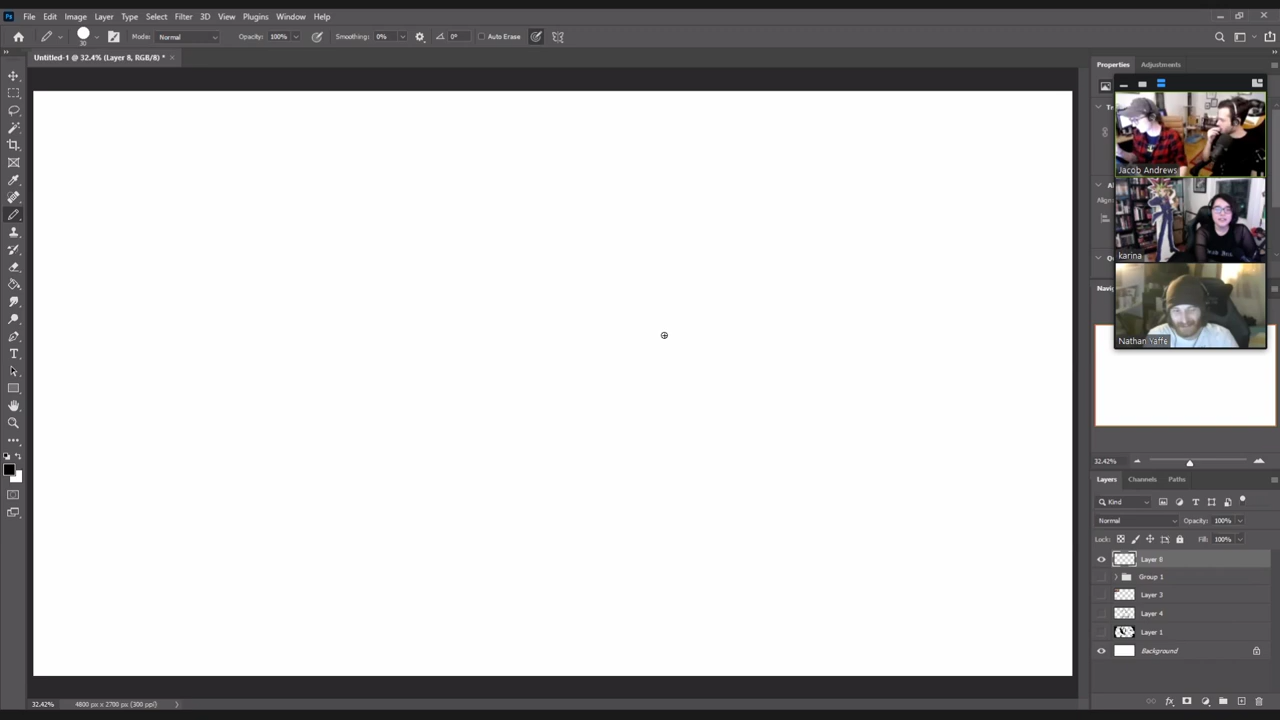 Ps File Edit Image Layer Type Select Filter 3D View Plugins Window Help
30 Mode: Normal Opacity: 100% Smoothing: 0% 0° Auto Erase
Untitled-1 @ 32.4% (Layer 8, RGB/8) *
Properties Adjustments
Jacob Andrews
karina
Nathan Yaffe
32.42%
Layers Channels Paths
Kind
Normal Opacity: 100%
Lock: Fill: 100%
Layer 8
Group 1
Layer 3
Layer 4
Layer 1
Background
32.42% 4800 px x 2700 px (300 ppi)